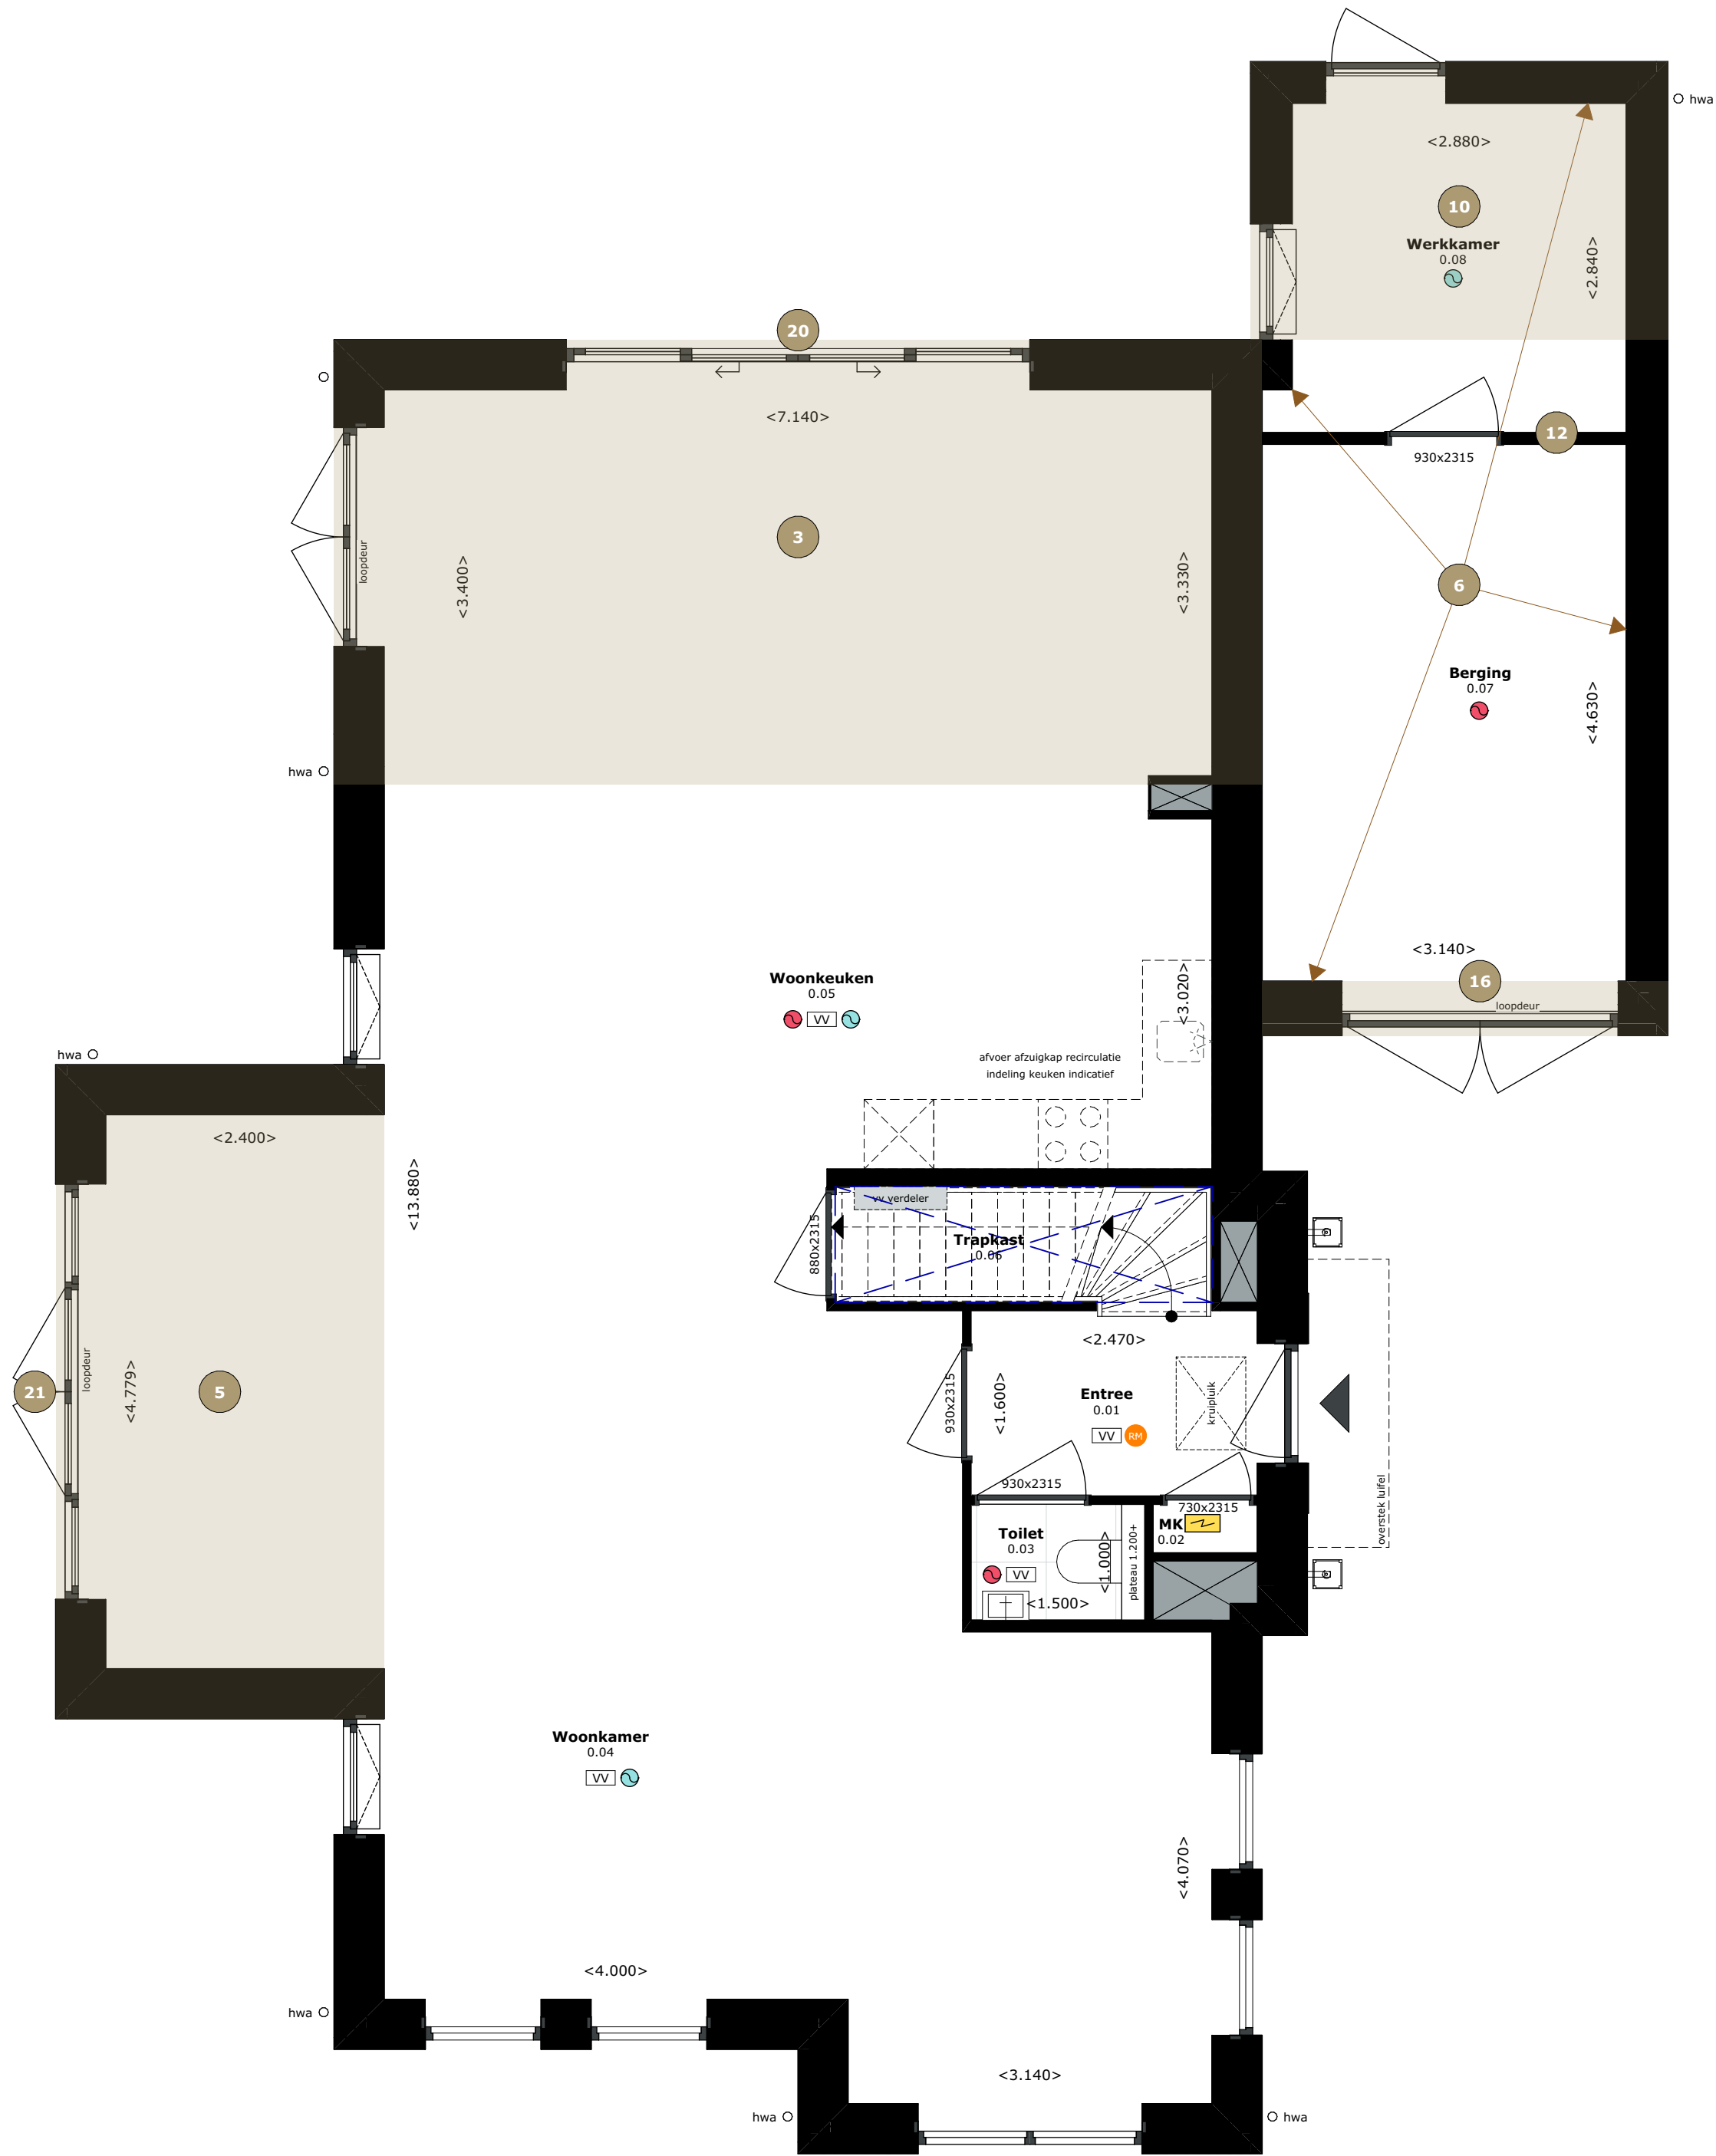 hwa
<2.880>
10
Werkkamer
0.08
<2.840>
20
<7.140>
12
930x2315
3
loopdeur
<3.400>
<3.330>
6
Berging
0.07
<4.630>
hwa
<3.140>
16
loopdeur
Woonkeuken
0.05
VV
<3.020>
afvoer afzuigkap recirculatie
indeling keuken indicatief
hwa
<2.400>
<13.880>
vv verdeler
880x2315
Trapkast
0.06
<2.470>
21
loopdeur
<4.779>
5
930x2315
<1.600>
Entree
0.01
VV
RM
kruipluik
overstek luifel
930x2315
730x2315
Toilet
0.03
VV
<1.000>
<1.500>
plateau 1.200+
MK
0.02
Woonkamer
0.04
VV
<4.070>
<4.000>
hwa
<3.140>
hwa
hwa